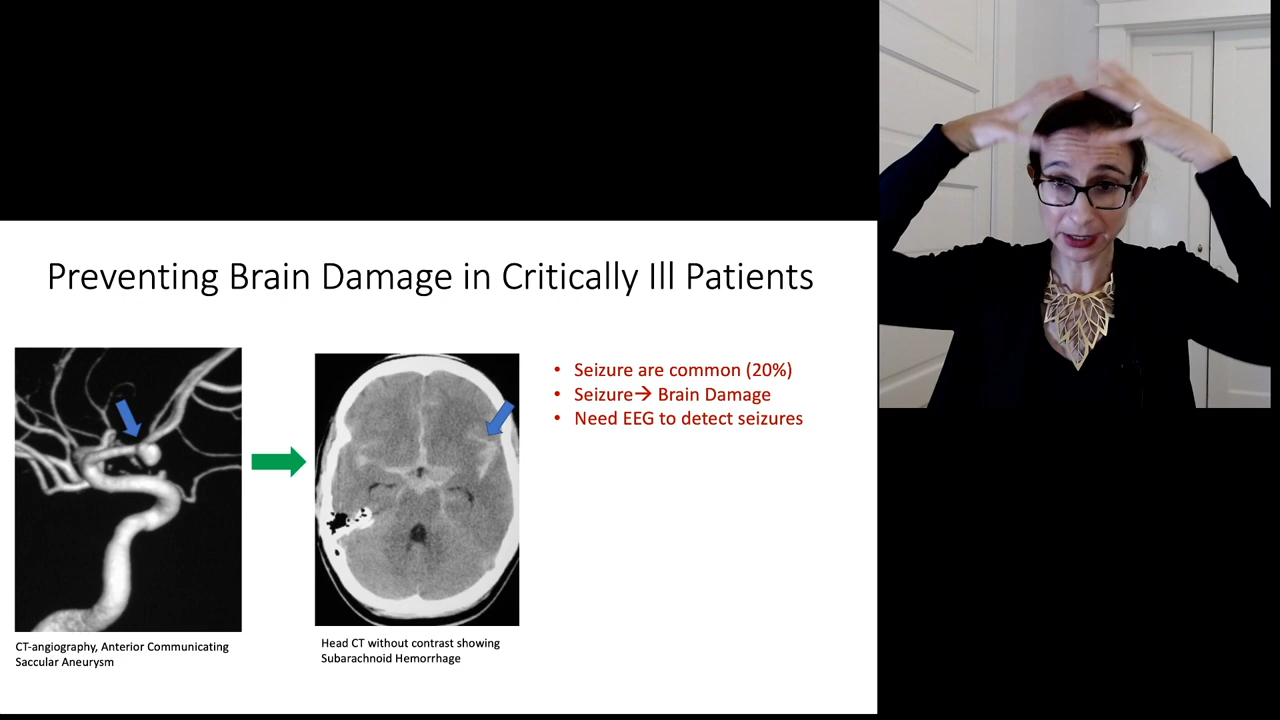 Preventing Brain Damage in Critically Ill Patients
• Seizure are common (20%)
• Seizure→ Brain Damage
• Need EEG to detect seizures
CT-angiography, Anterior Communicating
Saccular Aneurysm
Head CT without contrast showing
Subarachnoid Hemorrhage